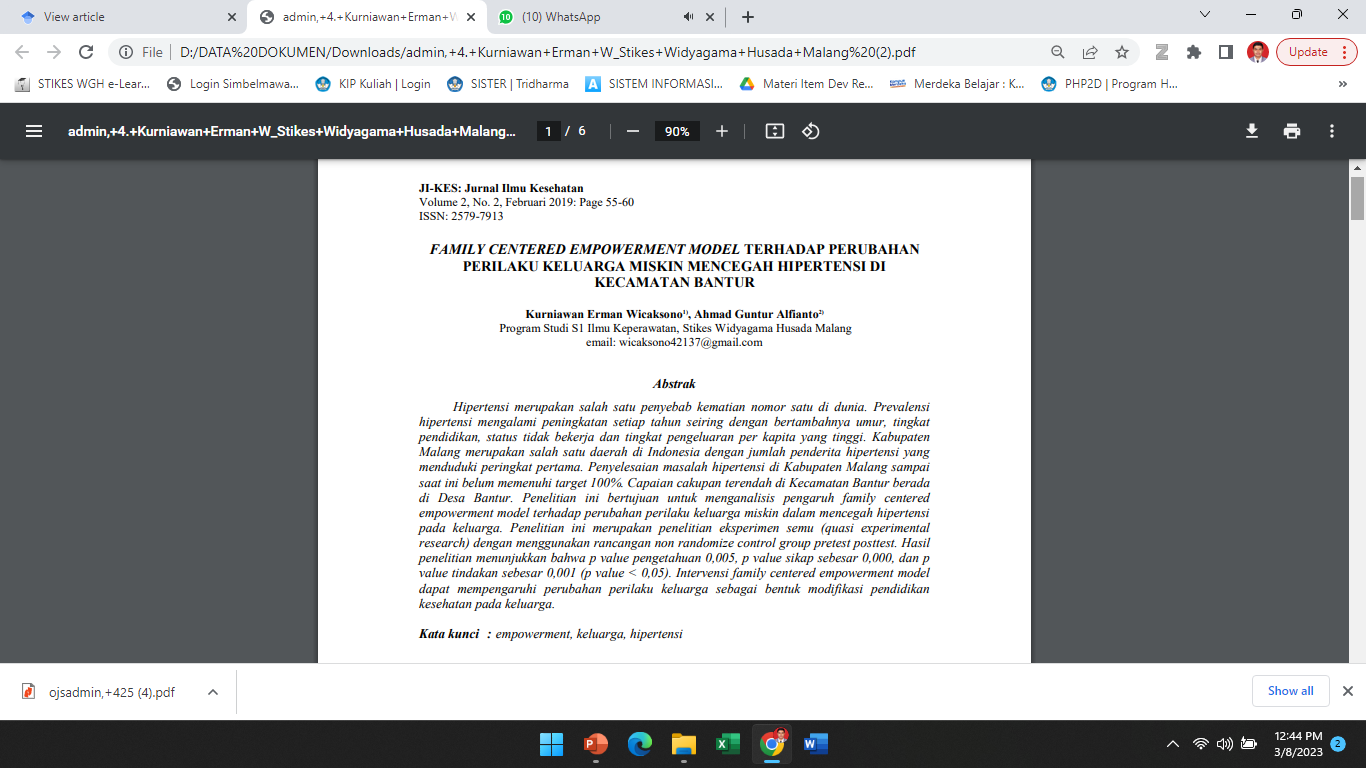 View article
admin,+4.+Kurniawan+Erman+W
(10) WhatsApp
File
D:/DATA%20DOKUMEN/Downloads/admin,+4.+Kurniawan+Erman+W_Stikes+Widyagama+Husada+Malang%20(2).pdf
Update
STIKES WGH e-Lear...
Login Simbelmawa...
KIP Kuliah | Login
SISTER | Tridharma
SISTEM INFORMASI...
Materi Item Dev Re...
Merdeka Belajar : K...
PHP2D | Program H...
admin,+4.+Kurniawan+Erman+W_Stikes+Widyagama+Husada+Malang...
1 / 6
90%
JI-KES: Jurnal Ilmu Kesehatan
Volume 2, No. 2, Februari 2019: Page 55-60
ISSN: 2579-7913
FAMILY CENTERED EMPOWERMENT MODEL TERHADAP PERUBAHAN
PERILAKU KELUARGA MISKIN MENCEGAH HIPERTENSI DI
KECAMATAN BANTUR
Kurniawan Erman Wicaksono¹⁾, Ahmad Guntur Alfianto²⁾
Program Studi S1 Ilmu Keperawatan, Stikes Widyagama Husada Malang
email: wicaksono42137@gmail.com
Abstrak
Hipertensi merupakan salah satu penyebab kematian nomor satu di dunia. Prevalensi
hipertensi mengalami peningkatan setiap tahun seiring dengan bertambahnya umur, tingkat
pendidikan, status tidak bekerja dan tingkat pengeluaran per kapita yang tinggi. Kabupaten
Malang merupakan salah satu daerah di Indonesia dengan jumlah penderita hipertensi yang
menduduki peringkat pertama. Penyelesaian masalah hipertensi di Kabupaten Malang sampai
saat ini belum memenuhi target 100%. Capaian cakupan terendah di Kecamatan Bantur berada
di Desa Bantur. Penelitian ini bertujuan untuk menganalisis pengaruh family centered
empowerment model terhadap perubahan perilaku keluarga miskin dalam mencegah hipertensi
pada keluarga. Penelitian ini merupakan penelitian eksperimen semu (quasi experimental
research) dengan menggunakan rancangan non randomize control group pretest posttest. Hasil
penelitian menunjukkan bahwa p value pengetahuan 0,005, p value sikap sebesar 0,000, dan p
value tindakan sebesar 0,001 (p value < 0,05). Intervensi family centered empowerment model
dapat mempengaruhi perubahan perilaku keluarga sebagai bentuk modifikasi pendidikan
kesehatan pada keluarga.
Kata kunci : empowerment, keluarga, hipertensi
ojsadmin,+425 (4).pdf
Show all
12:44 PM
3/8/2023
2